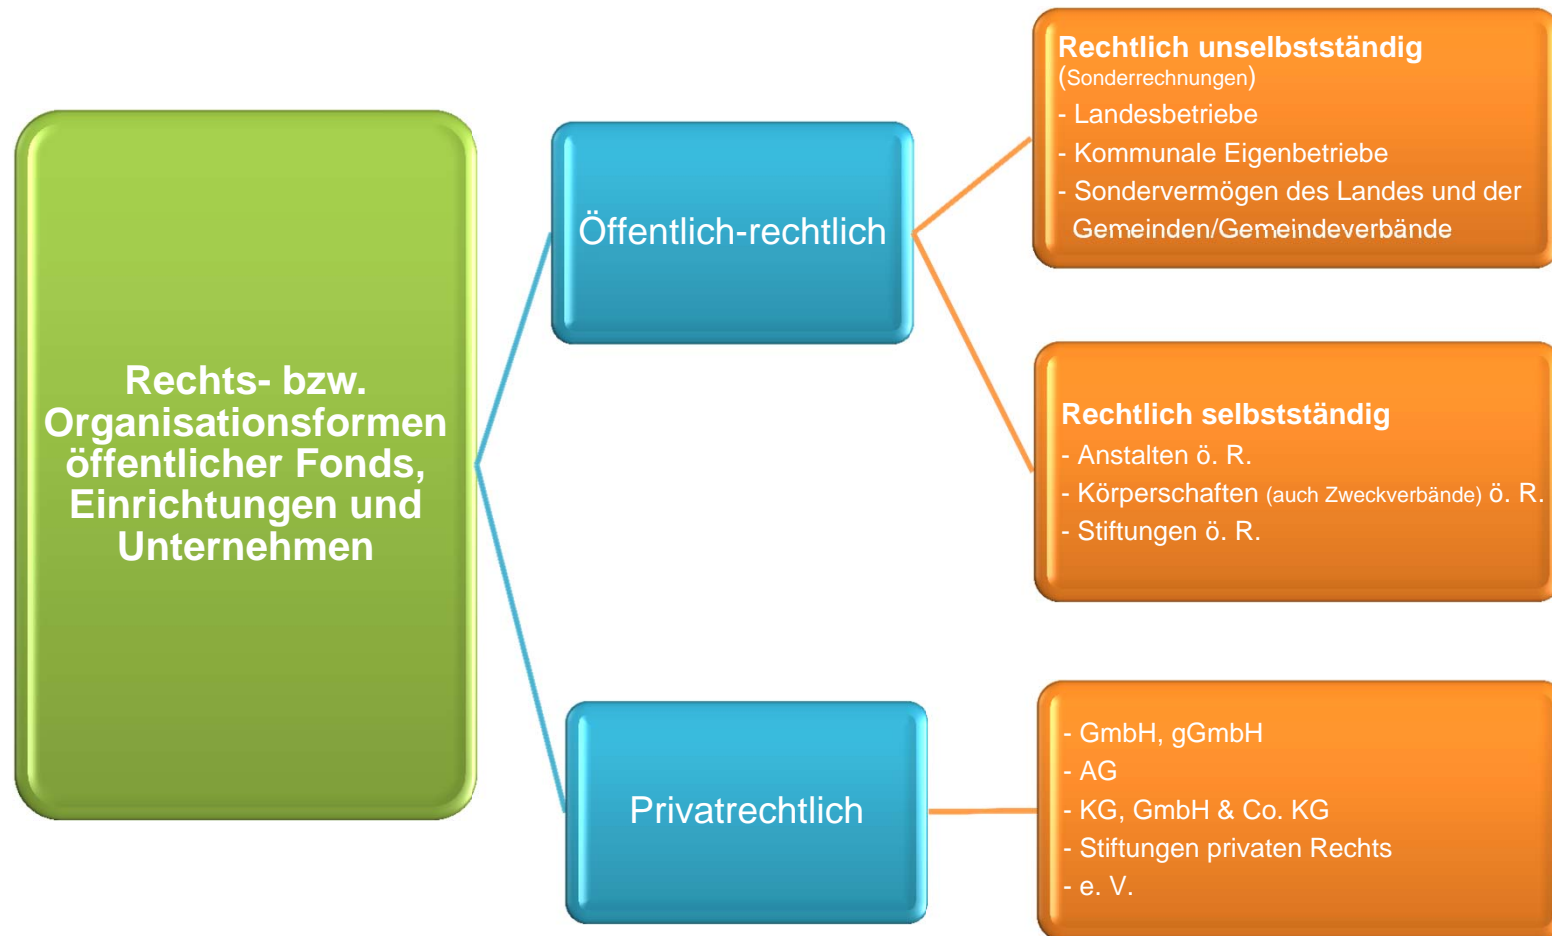 Rechts- bzw.
Organisationsformen
öffentlicher Fonds,
Einrichtungen und
Unternehmen
Öffentlich-rechtlich
Rechtlich unselbstständig
(Sonderrechnungen)
- Landesbetriebe
- Kommunale Eigenbetriebe
- Sondervermögen des Landes und der
Gemeinden/Gemeindeverbände
Rechtlich selbstständig
- Anstalten ö. R.
- Körperschaften (auch Zweckverbände) ö. R.
- Stiftungen ö. R.
Privatrechtlich
- GmbH, gGmbH
- AG
- KG, GmbH & Co. KG
- Stiftungen privaten Rechts
- e. V.